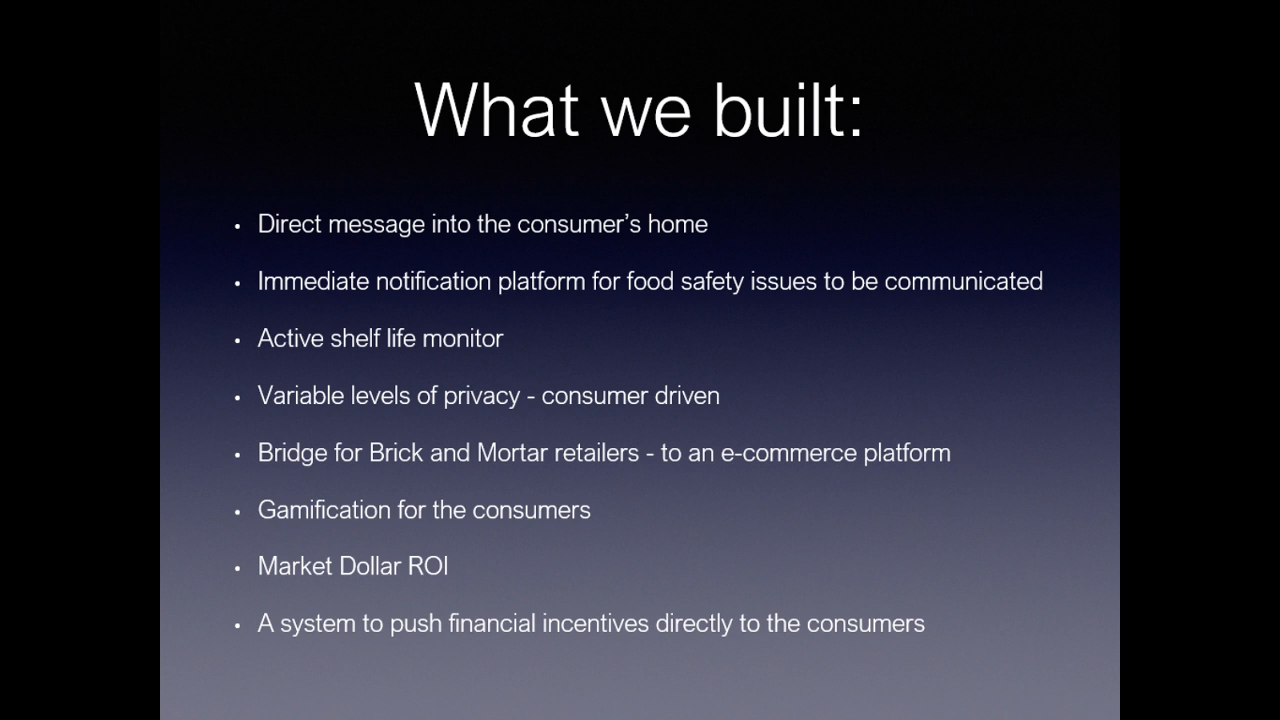 What we built:
• Direct message into the consumer’s home
• Immediate notification platform for food safety issues to be communicated
• Active shelf life monitor
• Variable levels of privacy - consumer driven
• Bridge for Brick and Mortar retailers - to an e-commerce platform
• Gamification for the consumers
• Market Dollar ROI
• A system to push financial incentives directly to the consumers